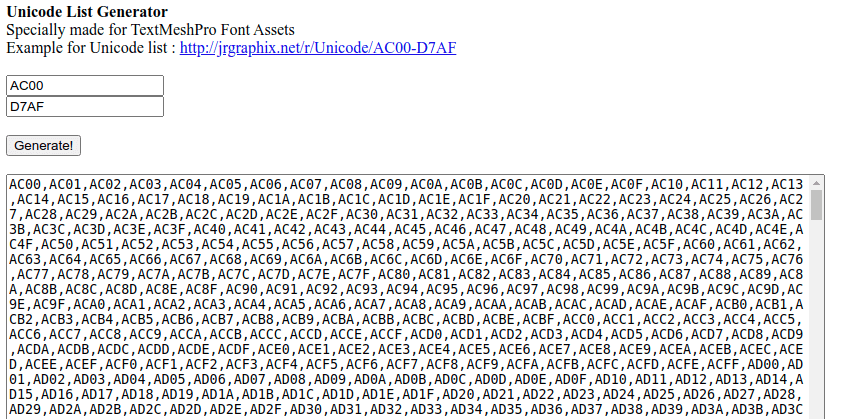 Unicode List Generator
Specially made for TextMeshPro Font Assets
Example for Unicode list : http://jrgraphix.net/r/Unicode/AC00-D7AF
AC00
D7AF
Generate!
AC00,AC01,AC02,AC03,AC04,AC05,AC06,AC07,AC08,AC09,AC0A,AC0B,AC0C,AC0D,AC0E,AC0F,AC10,AC11,AC12,AC13
,AC14,AC15,AC16,AC17,AC18,AC19,AC1A,AC1B,AC1C,AC1D,AC1E,AC1F,AC20,AC21,AC22,AC23,AC24,AC25,AC26,AC2
7,AC28,AC29,AC2A,AC2B,AC2C,AC2D,AC2E,AC2F,AC30,AC31,AC32,AC33,AC34,AC35,AC36,AC37,AC38,AC39,AC3A,AC
3B,AC3C,AC3D,AC3E,AC3F,AC40,AC41,AC42,AC43,AC44,AC45,AC46,AC47,AC48,AC49,AC4A,AC4B,AC4C,AC4D,AC4E,A
C4F,AC50,AC51,AC52,AC53,AC54,AC55,AC56,AC57,AC58,AC59,AC5A,AC5B,AC5C,AC5D,AC5E,AC5F,AC60,AC61,AC62,
AC63,AC64,AC65,AC66,AC67,AC68,AC69,AC6A,AC6B,AC6C,AC6D,AC6E,AC6F,AC70,AC71,AC72,AC73,AC74,AC75,AC76
,AC77,AC78,AC79,AC7A,AC7B,AC7C,AC7D,AC7E,AC7F,AC80,AC81,AC82,AC83,AC84,AC85,AC86,AC87,AC88,AC89,AC8
A,AC8B,AC8C,AC8D,AC8E,AC8F,AC90,AC91,AC92,AC93,AC94,AC95,AC96,AC97,AC98,AC99,AC9A,AC9B,AC9C,AC9D,AC
9E,AC9F,ACA0,ACA1,ACA2,ACA3,ACA4,ACA5,ACA6,ACA7,ACA8,ACA9,ACAA,ACAB,ACAC,ACAD,ACAE,ACAF,ACB0,ACB1,A
CB2,ACB3,ACB4,ACB5,ACB6,ACB7,ACB8,ACB9,ACBA,ACBB,ACBC,ACBD,ACBE,ACBF,ACC0,ACC1,ACC2,ACC3,ACC4,ACC5,
ACC6,ACC7,ACC8,ACC9,ACCA,ACCB,ACCC,ACCD,ACCE,ACCF,ACD0,ACD1,ACD2,ACD3,ACD4,ACD5,ACD6,ACD7,ACD8,ACD9
,ACDA,ACDB,ACDC,ACDD,ACDE,ACDF,ACE0,ACE1,ACE2,ACE3,ACE4,ACE5,ACE6,ACE7,ACE8,ACE9,ACEA,ACEB,ACEC,ACE
D,ACEE,ACEF,ACF0,ACF1,ACF2,ACF3,ACF4,ACF5,ACF6,ACF7,ACF8,ACF9,ACFA,ACFB,ACFC,ACFD,ACFE,ACFF,AD00,AD
01,AD02,AD03,AD04,AD05,AD06,AD07,AD08,AD09,AD0A,AD0B,AD0C,AD0D,AD0E,AD0F,AD10,AD11,AD12,AD13,AD14,A
D15,AD16,AD17,AD18,AD19,AD1A,AD1B,AD1C,AD1D,AD1E,AD1F,AD20,AD21,AD22,AD23,AD24,AD25,AD26,AD27,AD28,
AD29,AD2A,AD2B,AD2C,AD2D,AD2E,AD2F,AD30,AD31,AD32,AD33,AD34,AD35,AD36,AD37,AD38,AD39,AD3A,AD3B,AD3C